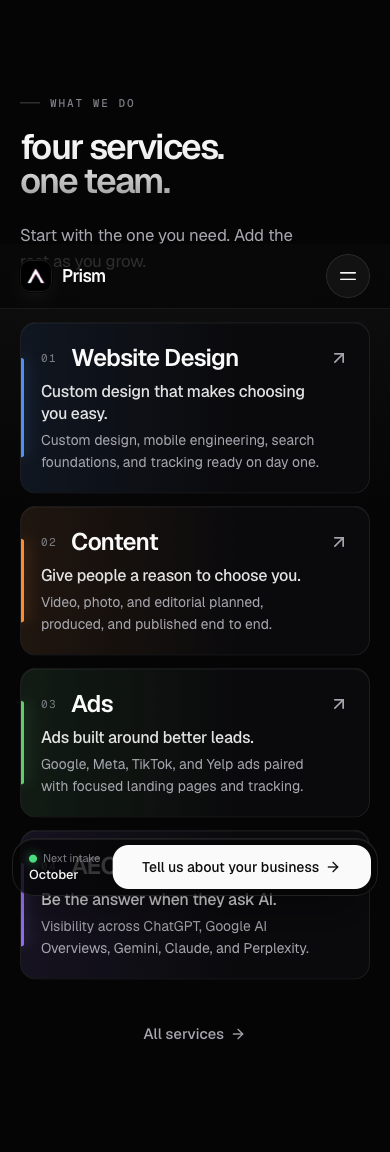 WHAT WE DO
four services.
one team.
Start with the one you need. Add the
rest as you grow.
Prism
01 Website Design
Custom design that makes choosing
you easy.
Custom design, mobile engineering, search
foundations, and tracking ready on day one.
02 Content
Give people a reason to choose you.
Video, photo, and editorial planned,
produced, and published end to end.
03 Ads
Ads built around better leads.
Google, Meta, TikTok, and Yelp ads paired
with focused landing pages and tracking.
AEO
Next intake
October
Tell us about your business →
Be the answer when they ask AI.
Visibility across ChatGPT, Google AI
Overviews, Gemini, Claude, and Perplexity.
All services →